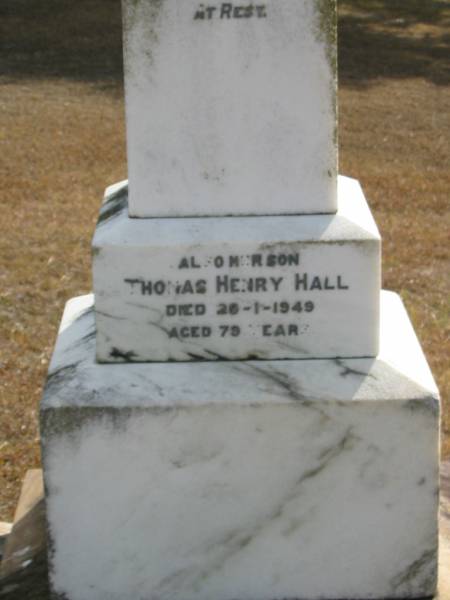 AT REST.
ALSO HER SON
THOMAS HENRY HALL
DIED 26-1-1949
AGED 79 YEARS